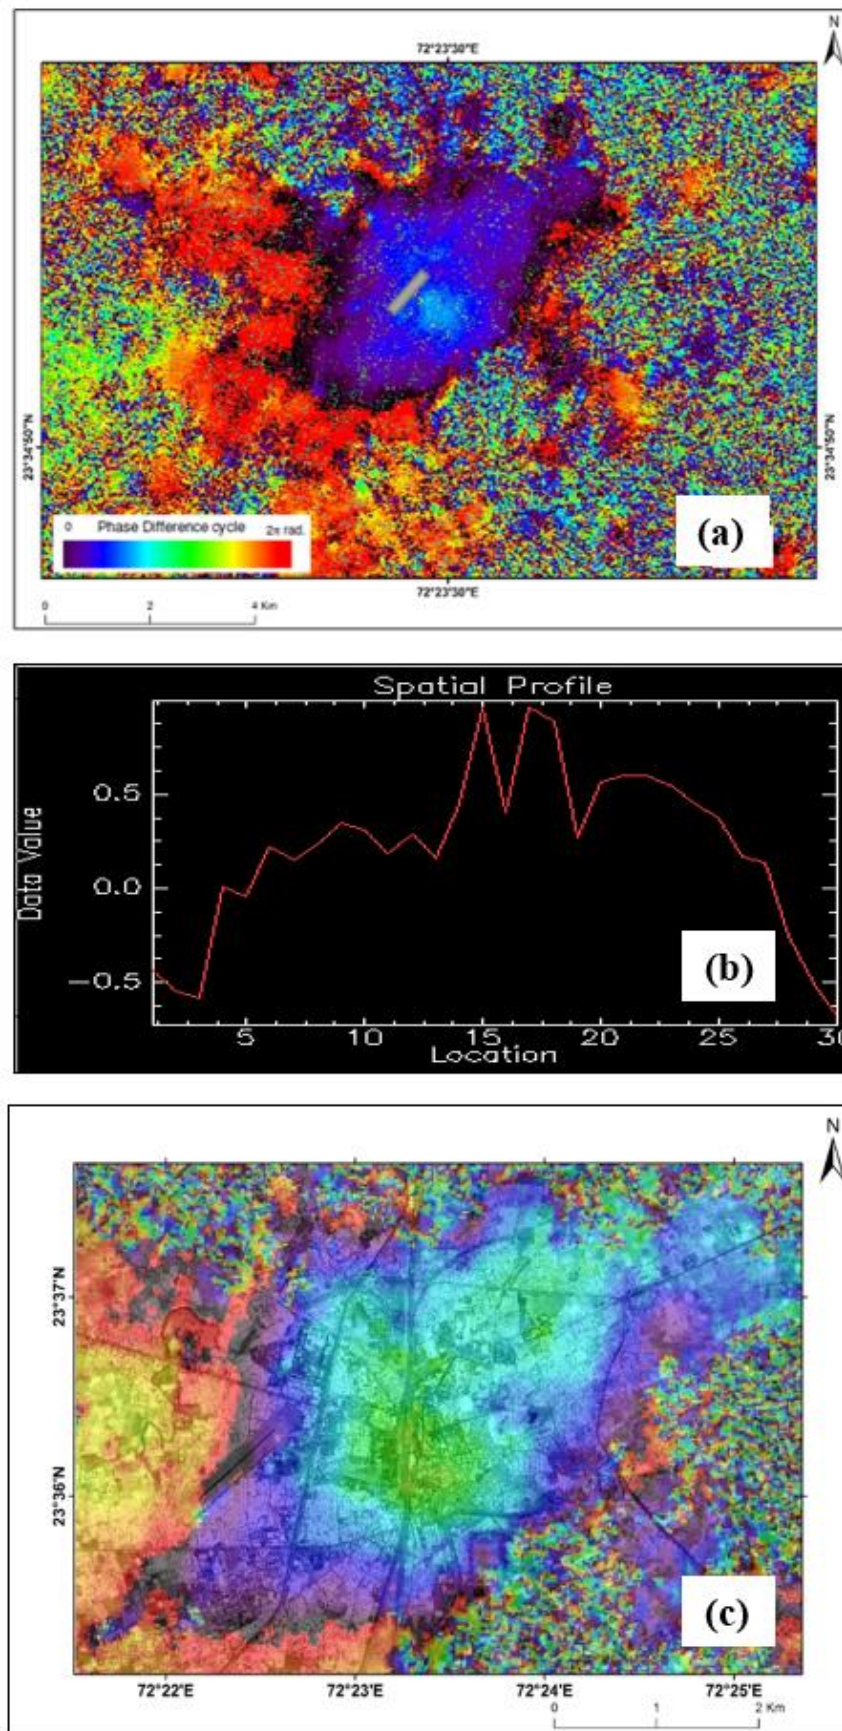 N
72°23'30"E
23°34'50"N
23°34'50"N
0 Phase Difference cycle 2π rad.
(a)
72°23'30"E
0 2 4 Km
Spatial Profile
Data Value
0.5
0.0
−0.5
(b)
5 10 15 20 25 30
Location
N
23°37'N
23°36'N
(c)
72°22'E 72°23'E 72°24'E 72°25'E
0 1 2 Km